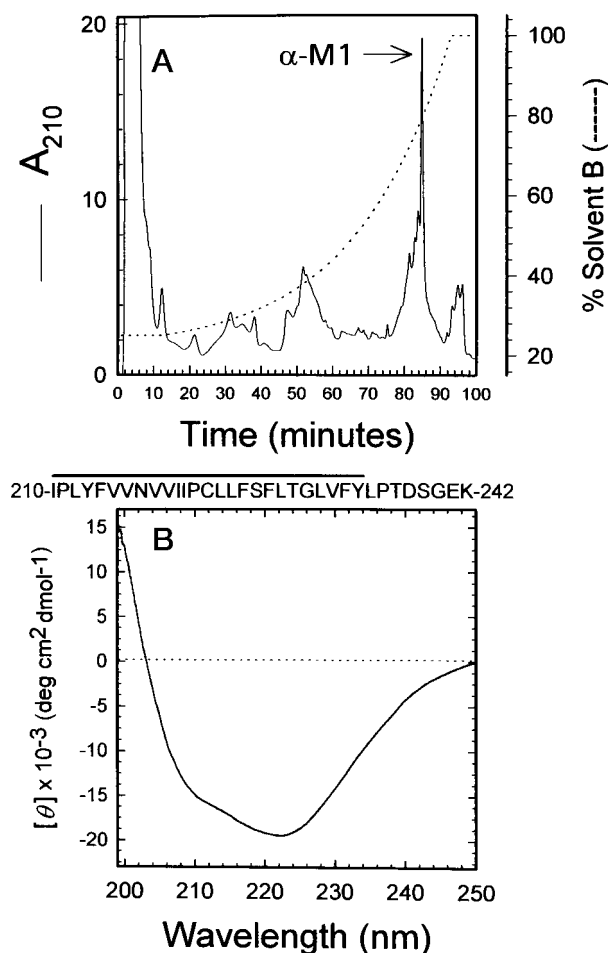 20
10
0
A210
A
α-M1
100
80
60
40
20
% Solvent B (------)
0 10 20 30 40 50 60 70 80 90 100
Time (minutes)
210-IPLYFVVNVVIIPCLLFSFLTGLVFYLPTDSGEK-242
B
15
10
5
0
-5
-10
-15
-20
[θ] x 10-3 (deg cm2 dmol-1)
200 210 220 230 240 250
Wavelength (nm)